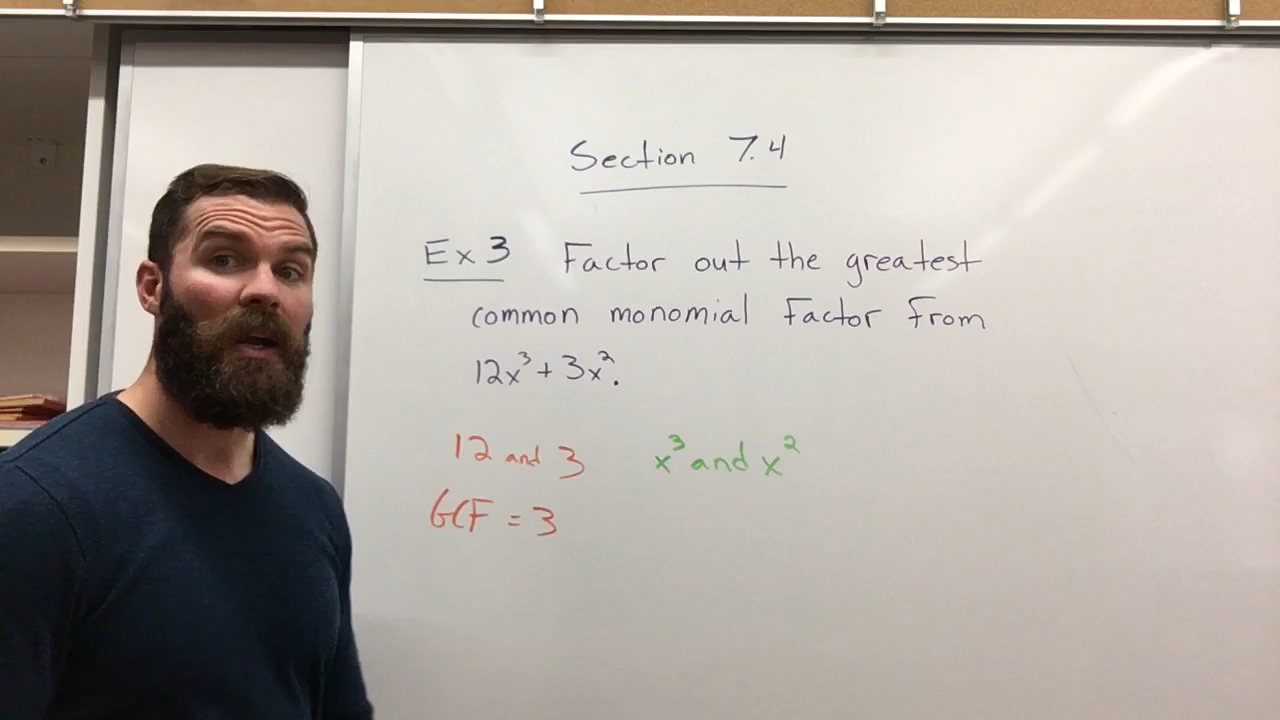 Section 7.4
Ex 3 Factor out the greatest
common monomial factor from
12x³ + 3x².
12 and 3 x³ and x²
GCF = 3